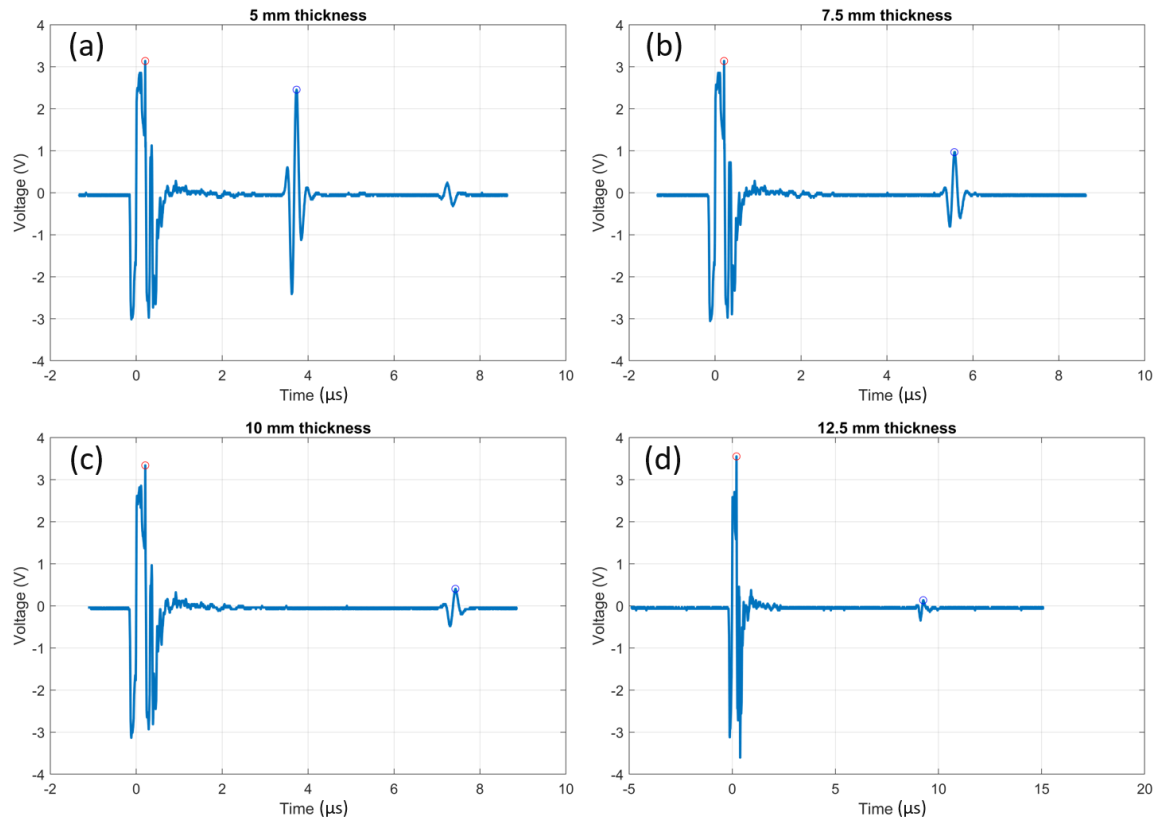 5 mm thickness
(a)
4
3
2
1
0
-1
-2
-3
-4
Voltage (V)
-2 0 2 4 6 8 10
Time (μs)
7.5 mm thickness
(b)
4
3
2
1
0
-1
-2
-3
-4
Voltage (V)
-2 0 2 4 6 8 10
Time (μs)
10 mm thickness
(c)
4
3
2
1
0
-1
-2
-3
-4
Voltage (V)
-2 0 2 4 6 8 10
Time (μs)
12.5 mm thickness
(d)
4
3
2
1
0
-1
-2
-3
-4
Voltage (V)
-5 0 5 10 15 20
Time (μs)